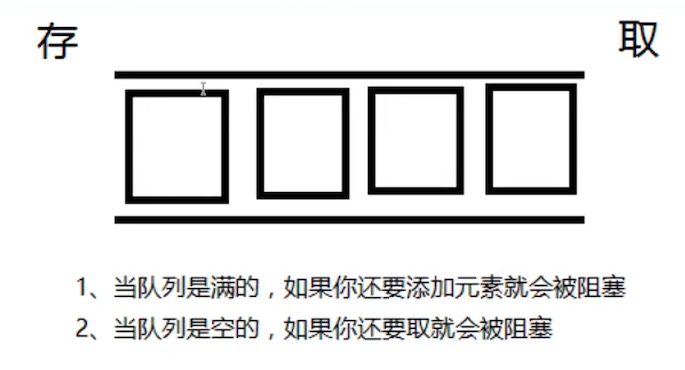 存
取
1、当队列是满的，如果你还要添加元素就会被阻塞
2、当队列是空的，如果你还要取就会被阻塞